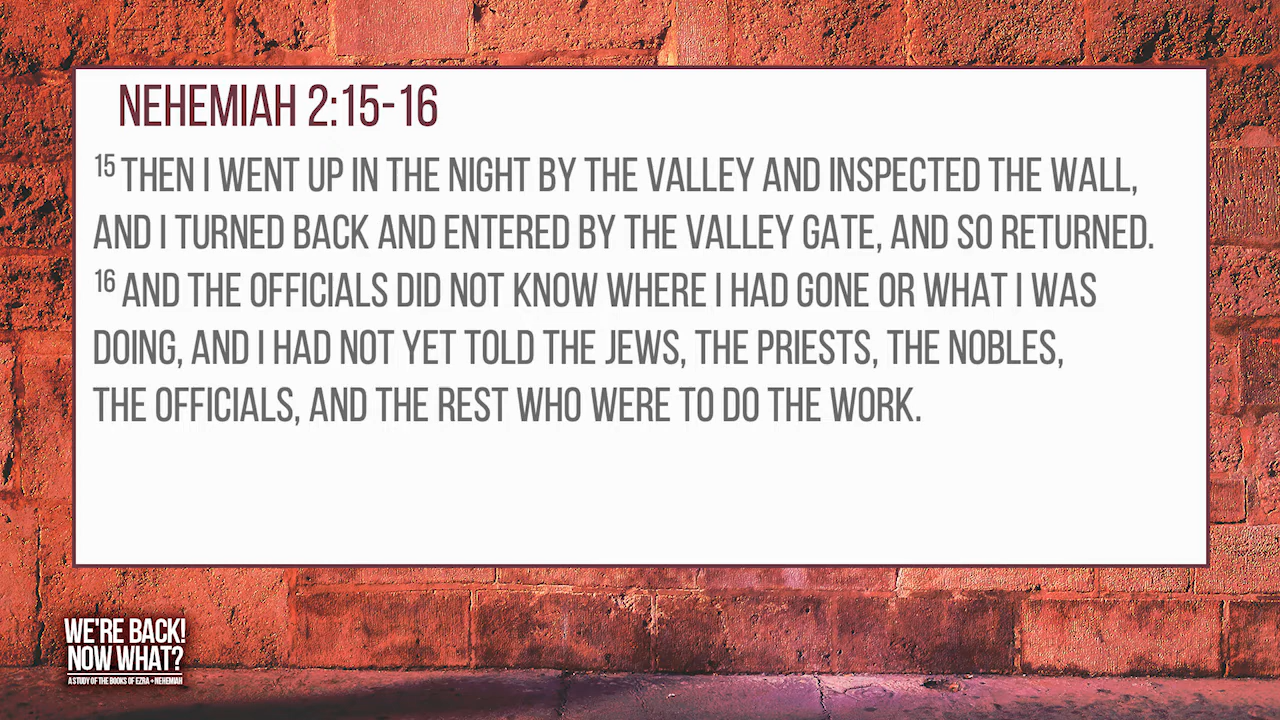 NEHEMIAH 2:15-16
15 THEN I WENT UP IN THE NIGHT BY THE VALLEY AND INSPECTED THE WALL,
AND I TURNED BACK AND ENTERED BY THE VALLEY GATE, AND SO RETURNED.
16 AND THE OFFICIALS DID NOT KNOW WHERE I HAD GONE OR WHAT I WAS
DOING, AND I HAD NOT YET TOLD THE JEWS, THE PRIESTS, THE NOBLES,
THE OFFICIALS, AND THE REST WHO WERE TO DO THE WORK.
WE'RE BACK!
NOW WHAT?
A STUDY OF THE BOOKS OF EZRA + NEHEMIAH